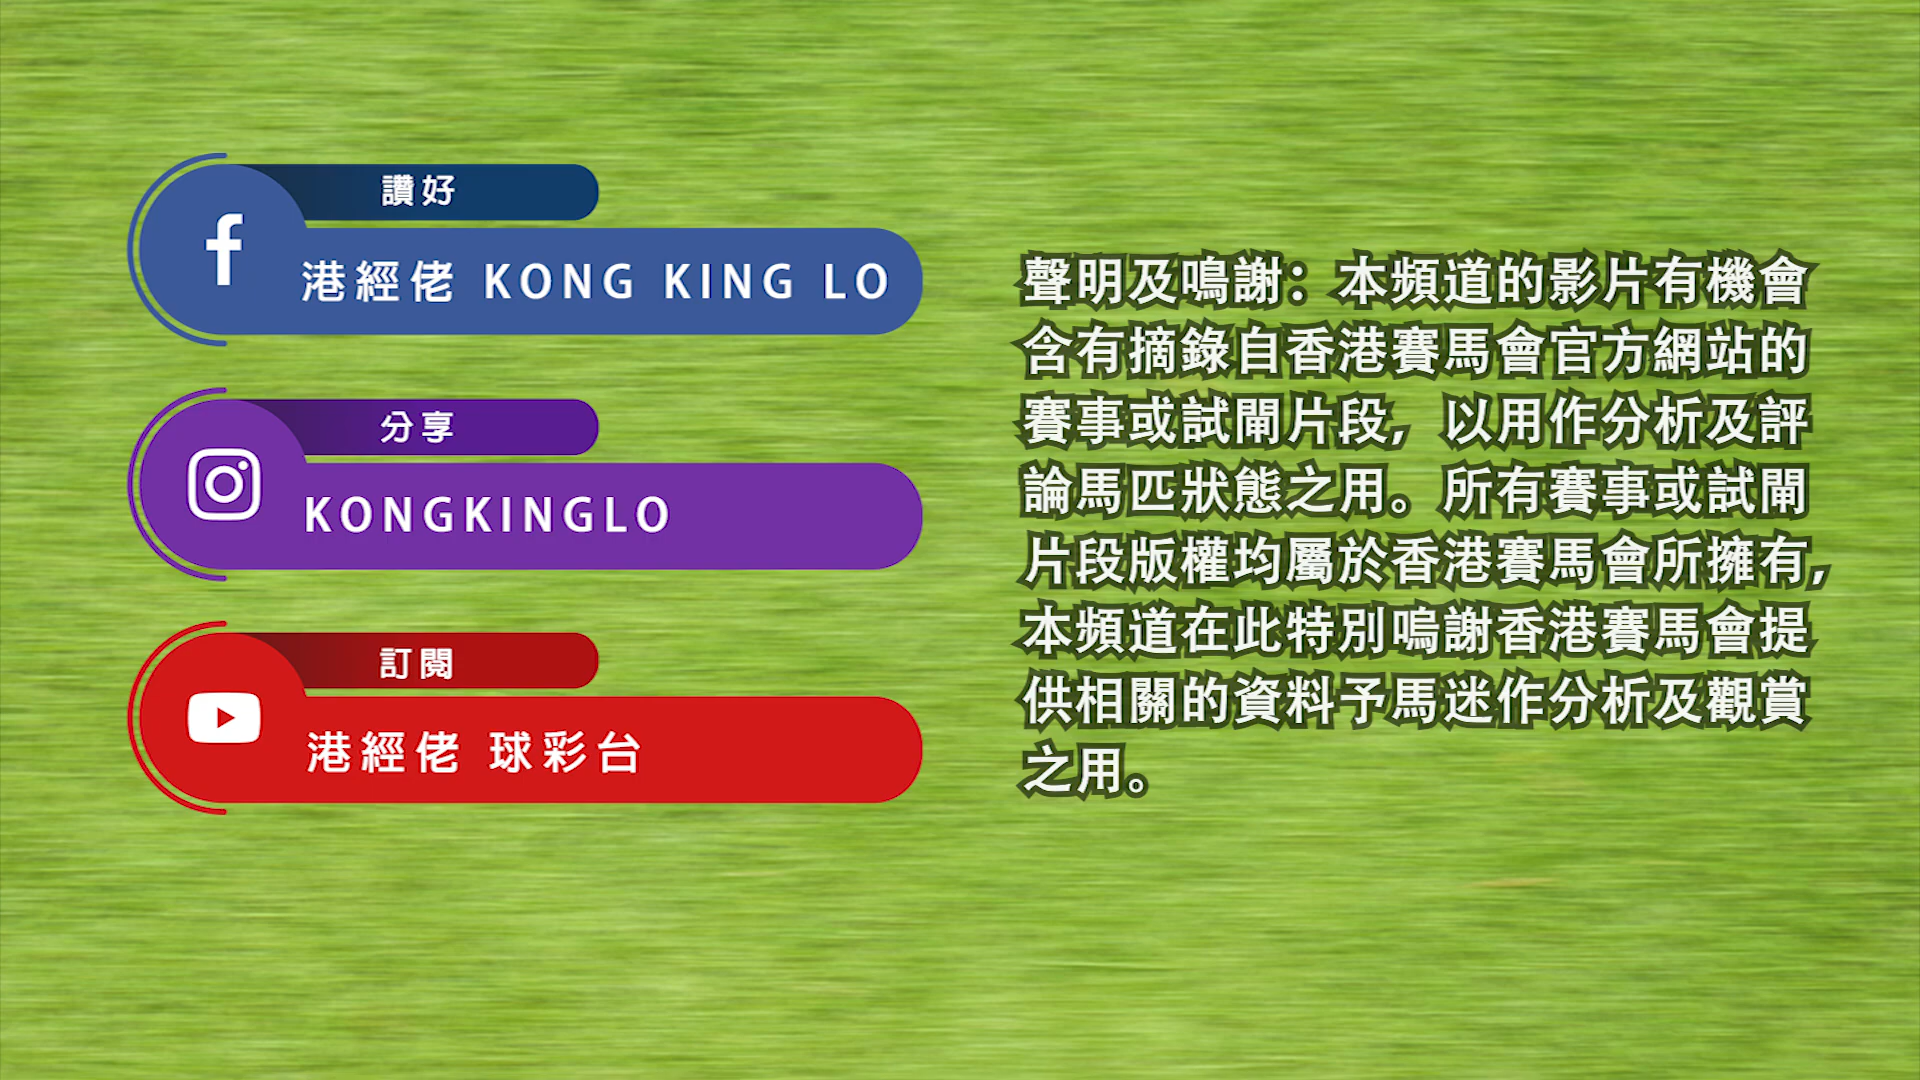 讚好
港經佬 KONG KING LO
分享
KONGKINGLO
訂閱
港經佬 球彩台
聲明及鳴謝：本頻道的影片有機會
含有摘錄自香港賽馬會官方網站的
賽事或試閘片段，以用作分析及評
論馬匹狀態之用。所有賽事或試閘
片段版權均屬於香港賽馬會所擁有,
本頻道在此特別嗚謝香港賽馬會提
供相關的資料予馬迷作分析及觀賞
之用。